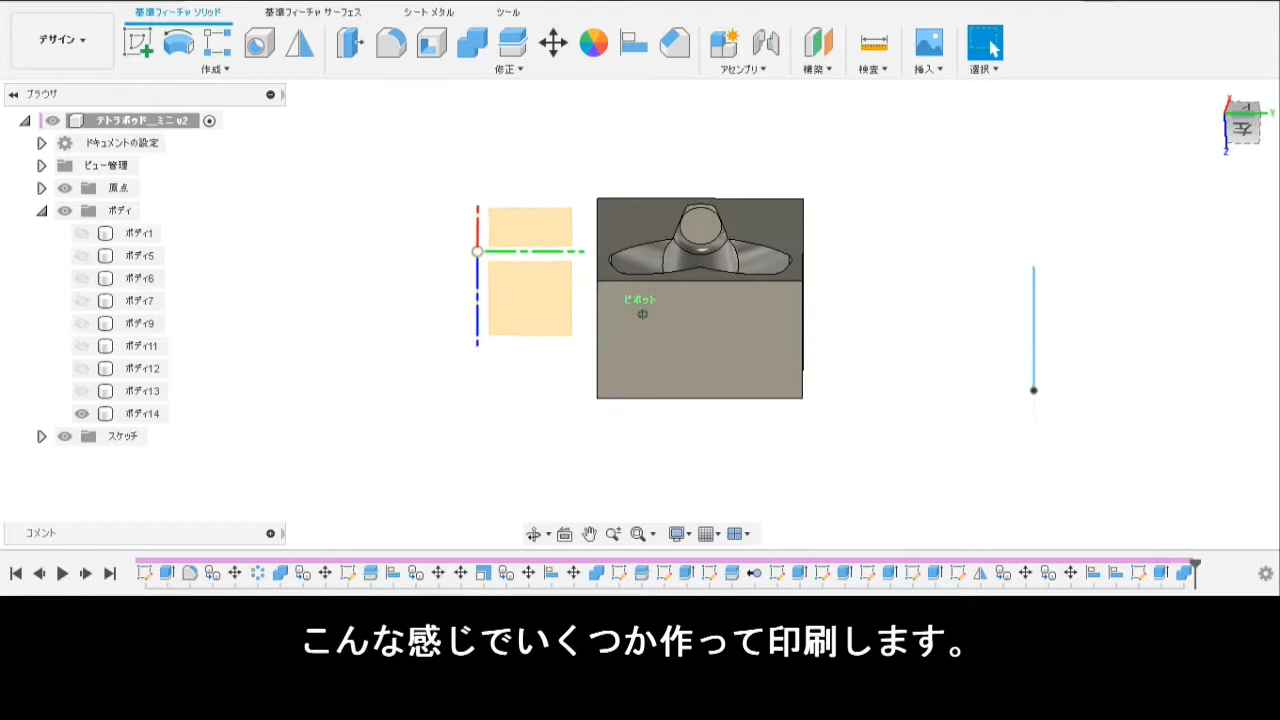 基準フィーチャ ソリッド
基準フィーチャ サーフェス
シート メタル
ツール
デザイン
作成
修正
アセンブリ
構築
検査
挿入
選択
ブラウザ
テトラポッド_ミニ v2
ドキュメントの設定
ビュー管理
原点
ボディ
ボディ1
ボディ5
ボディ6
ボディ7
ボディ9
ボディ11
ボディ12
ボディ13
ボディ14
スケッチ
ピボット
左
Y
Z
コメント
こんな感じでいくつか作って印刷します。